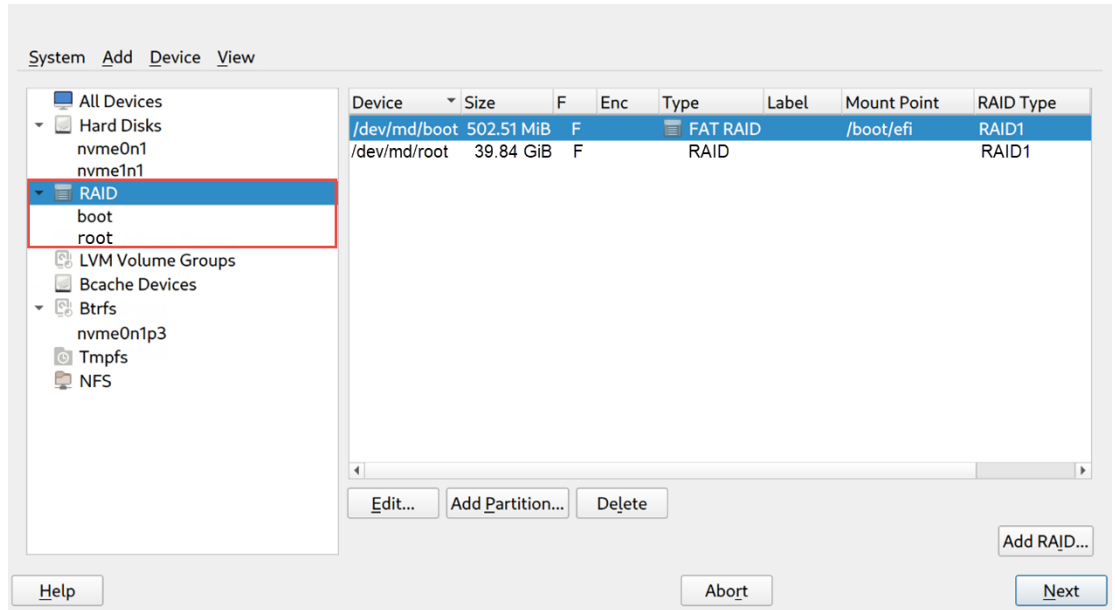 System Add Device View
All Devices
Hard Disks
nvme0n1
nvme1n1
RAID
boot
root
LVM Volume Groups
Bcache Devices
Btrfs
nvme0n1p3
Tmpfs
NFS
Device Size F Enc Type Label Mount Point RAID Type
/dev/md/boot 502.51 MiB F FAT RAID /boot/efi RAID1
/dev/md/root 39.84 GiB F RAID RAID1
Edit... Add Partition... Delete
Add RAID...
Help Abort Next